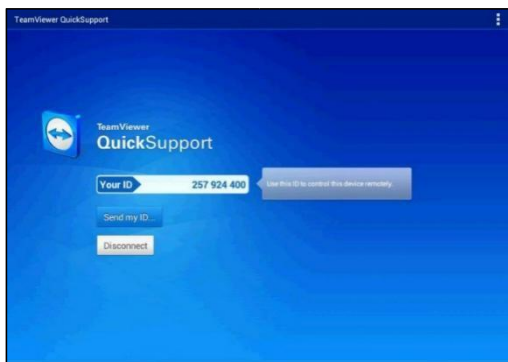 TeamViewer QuickSupport
TeamViewer
QuickSupport
Your ID 257 924 400
Use this ID to control this device remotely.
Send my ID...
Disconnect